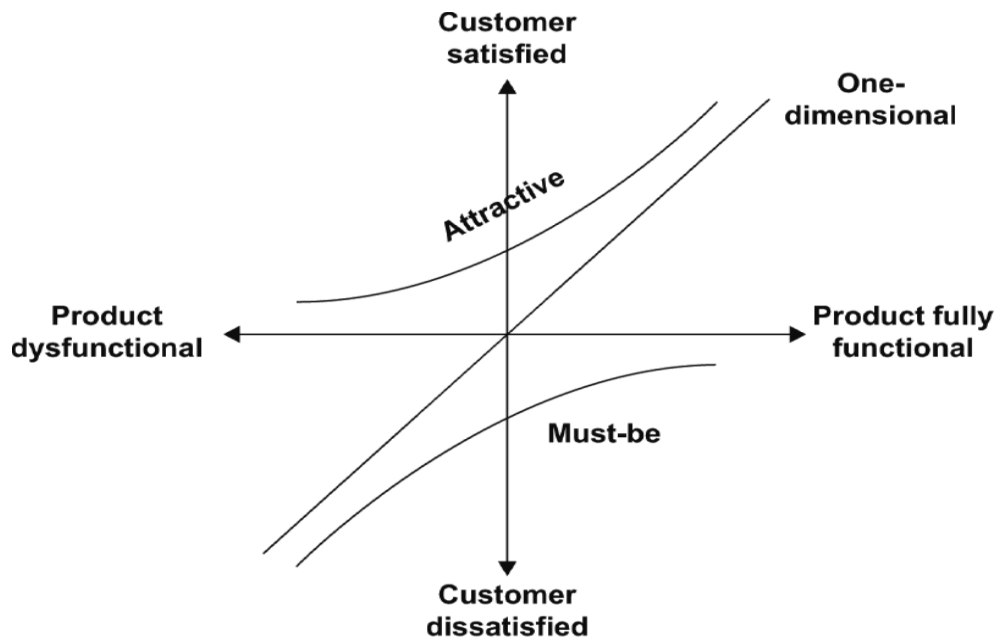 Customer
satisfied
One-
dimensional
Attractive
Product
dysfunctional
Product fully
functional
Must-be
Customer
dissatisfied